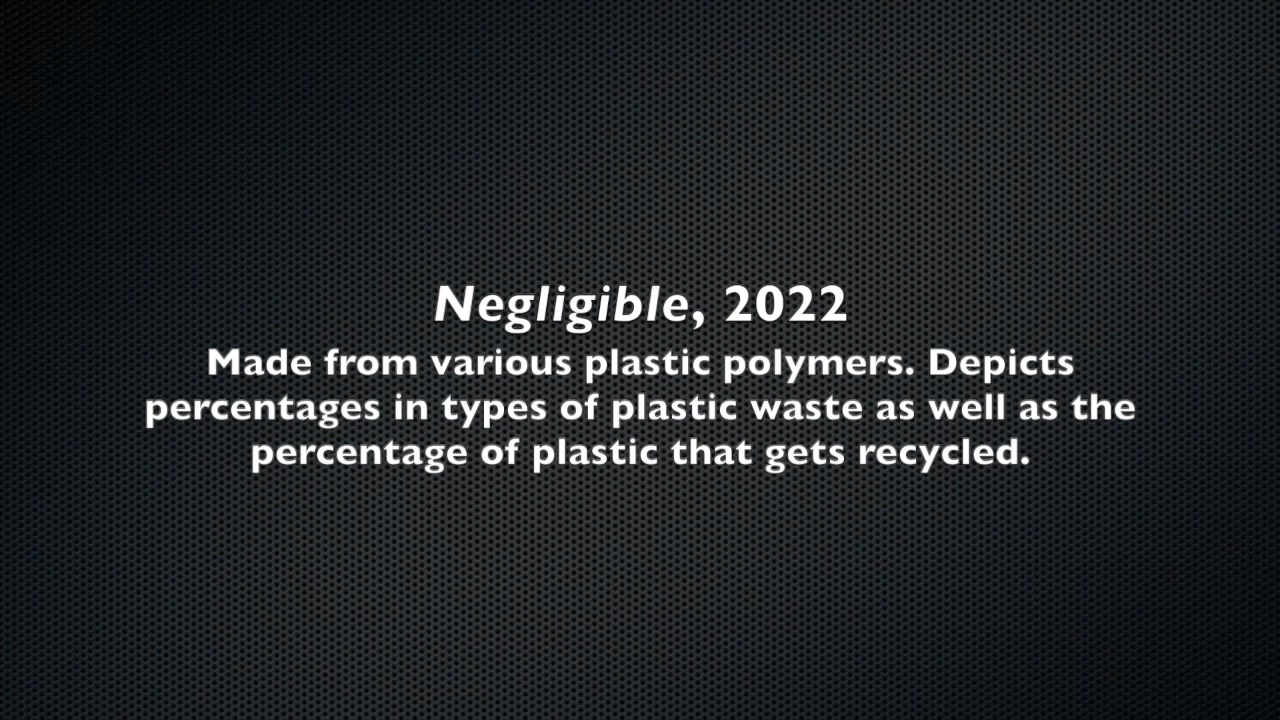 Negligible, 2022
Made from various plastic polymers. Depicts
percentages in types of plastic waste as well as the
percentage of plastic that gets recycled.